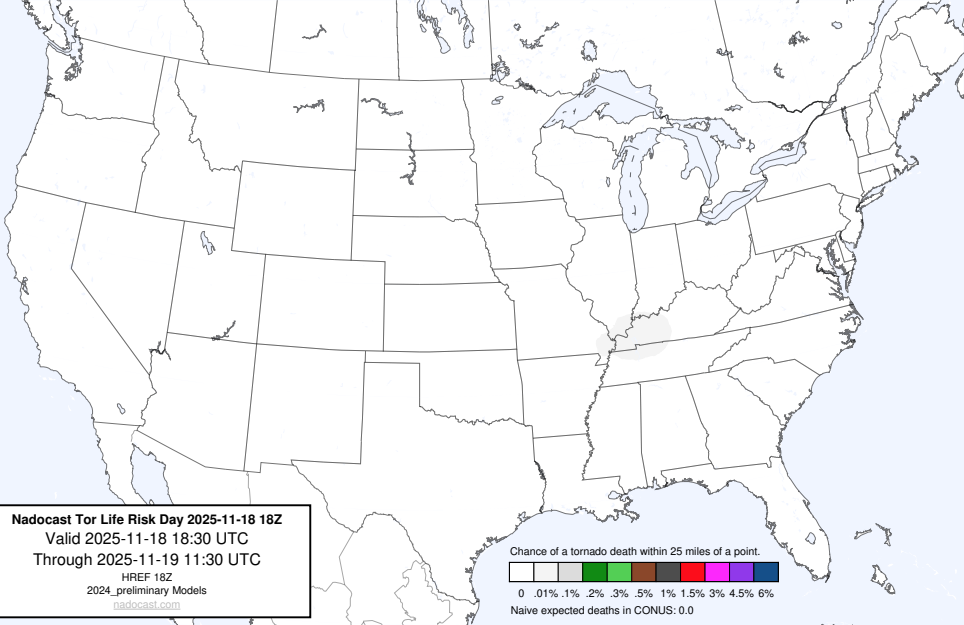 Nadocast Tor Life Risk Day 2025-11-18 18Z
Valid 2025-11-18 18:30 UTC
Through 2025-11-19 11:30 UTC
HREF 18Z
2024_preliminary Models
nadocast.com
Chance of a tornado death within 25 miles of a point.
0 .01% .1% .2% .3% .5% 1% 1.5% 3% 4.5% 6%
Naive expected deaths in CONUS: 0.0